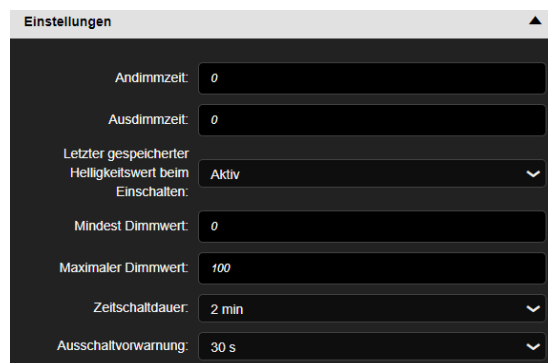 Einstellungen
Andimmzeit: 0
Ausdimmzeit: 0
Letzter gespeicherter
Helligkeitswert beim
Einschalten: Aktiv
Mindest Dimmwert: 0
Maximaler Dimmwert: 100
Zeitschaltdauer: 2 min
Ausschaltvorwarnung: 30 s